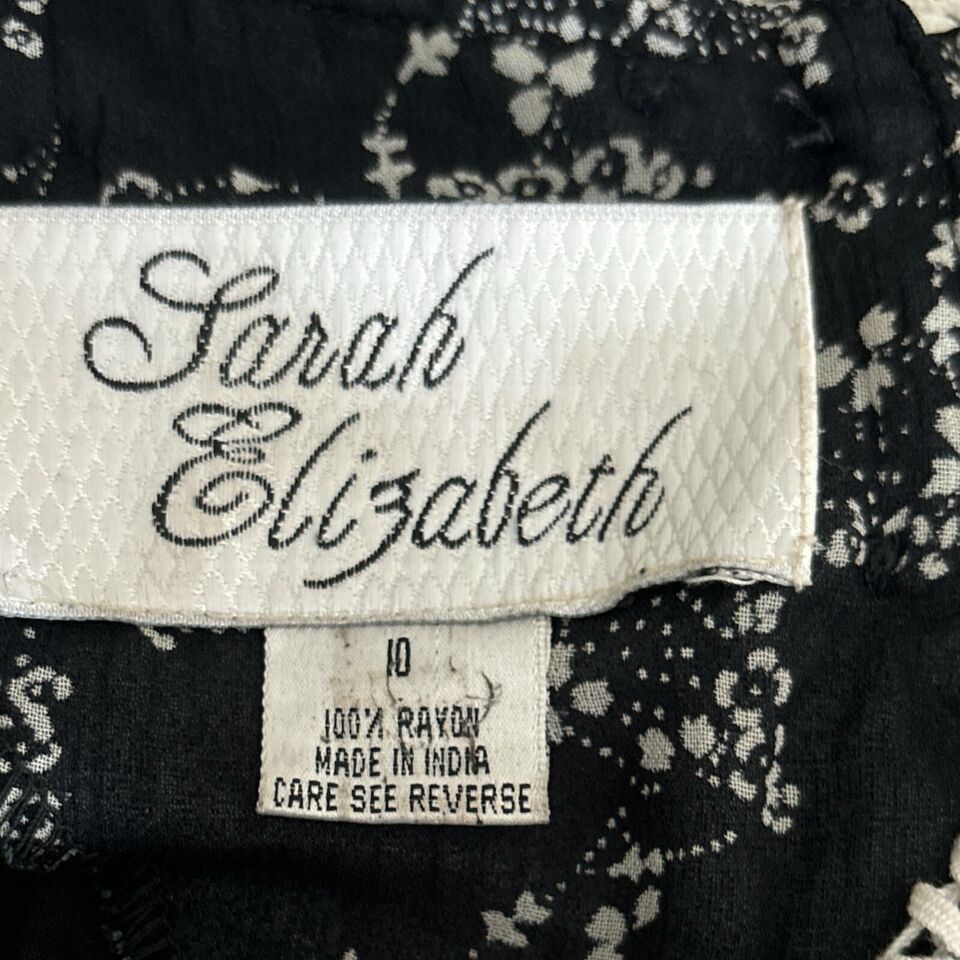 Sarah
Elizabeth
10
100% RAYON
MADE IN INDIA
CARE SEE REVERSE